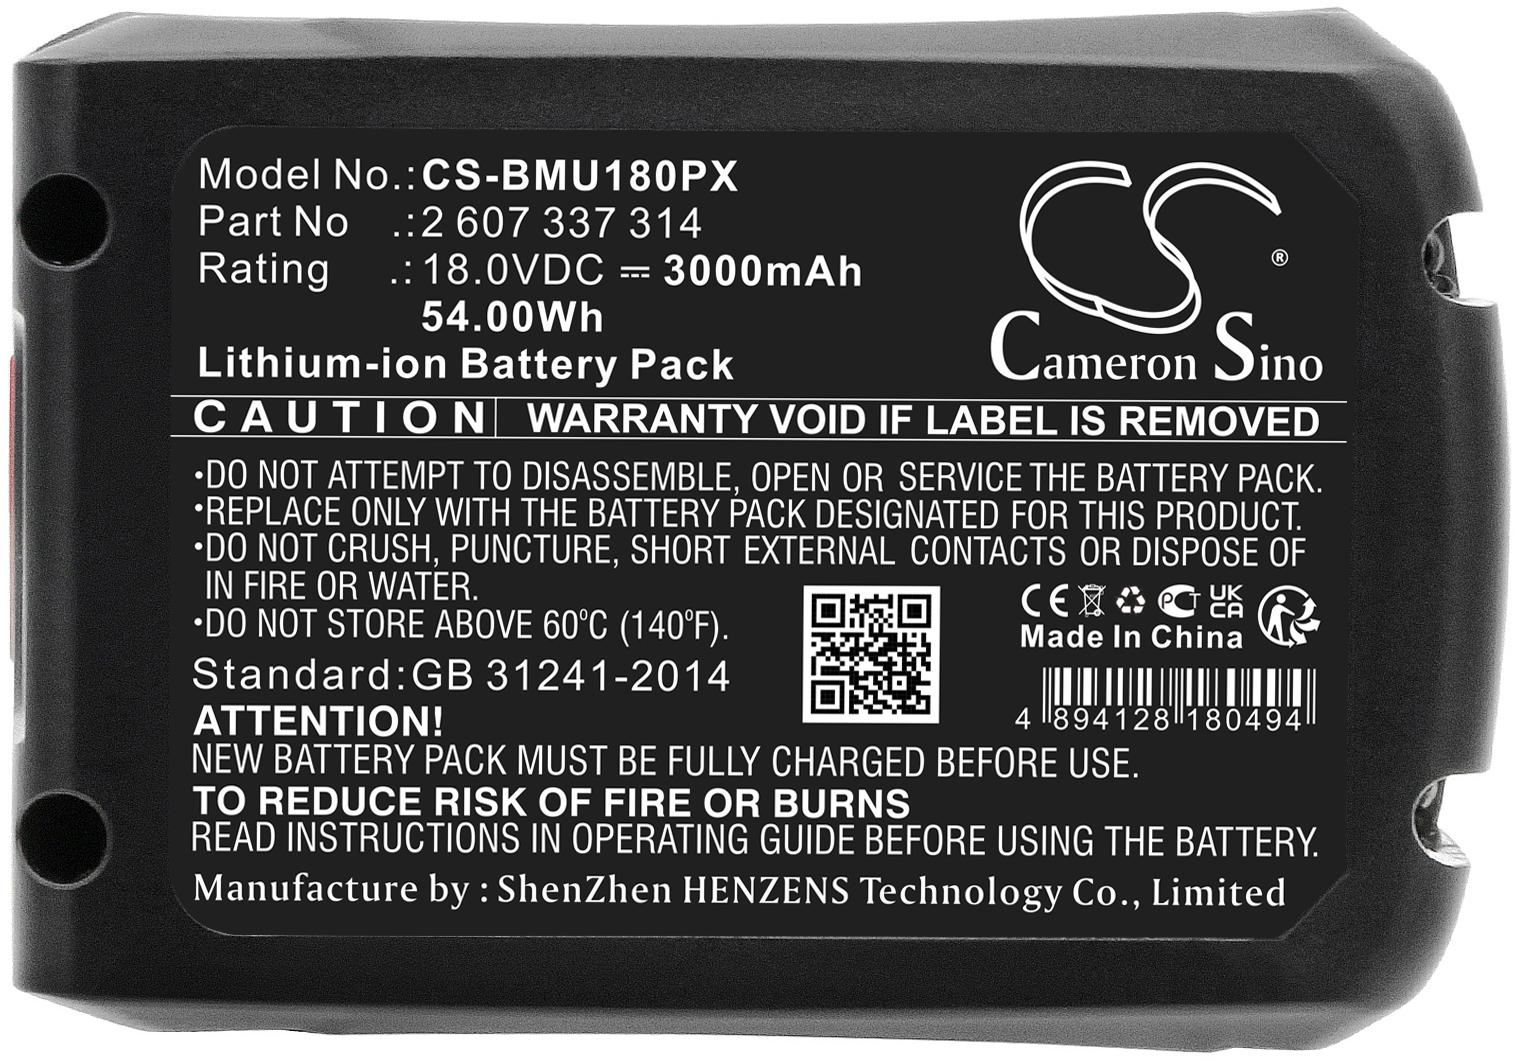 Model No.:CS-BMU180PX
Part No .:2 607 337 314
Rating .:18.0VDC ⎓ 3000mAh
54.00Wh
Lithium-ion Battery Pack
®
Cameron Sino
CAUTION WARRANTY VOID IF LABEL IS REMOVED
·DO NOT ATTEMPT TO DISASSEMBLE, OPEN OR SERVICE THE BATTERY PACK.
·REPLACE ONLY WITH THE BATTERY PACK DESIGNATED FOR THIS PRODUCT.
·DO NOT CRUSH, PUNCTURE, SHORT EXTERNAL CONTACTS OR DISPOSE OF
IN FIRE OR WATER.
·DO NOT STORE ABOVE 60°C (140°F).
Standard:GB 31241-2014
CE PCT UK
CA
Made In China
4 894128 180494
ATTENTION!
NEW BATTERY PACK MUST BE FULLY CHARGED BEFORE USE.
TO REDUCE RISK OF FIRE OR BURNS
READ INSTRUCTIONS IN OPERATING GUIDE BEFORE USING THE BATTERY.
Manufacture by : ShenZhen HENZENS Technology Co., Limited